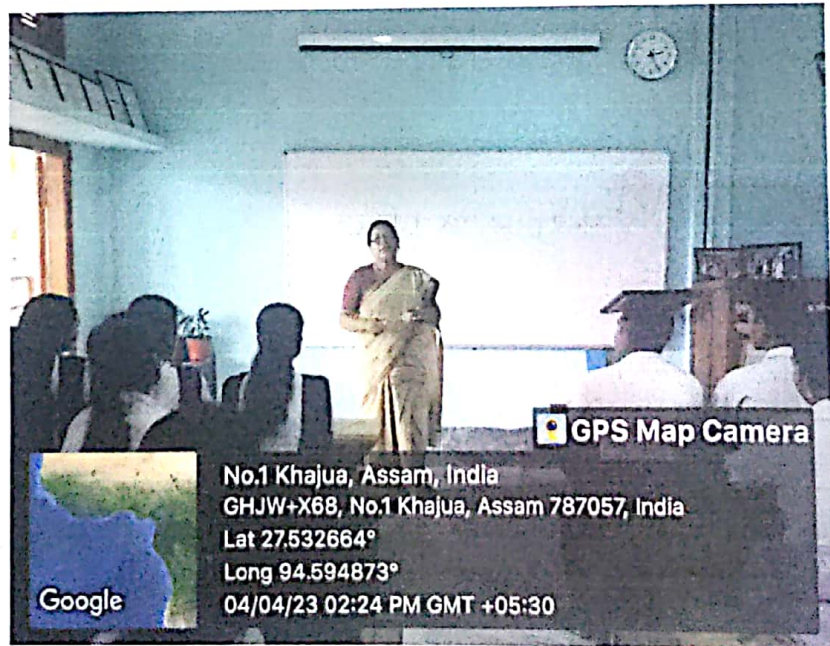 GPS Map Camera
No.1 Khajua, Assam, India
GHJW+X68, No.1 Khajua, Assam 787057, India
Lat 27.532664°
Long 94.594873°
04/04/23 02:24 PM GMT +05:30
Google